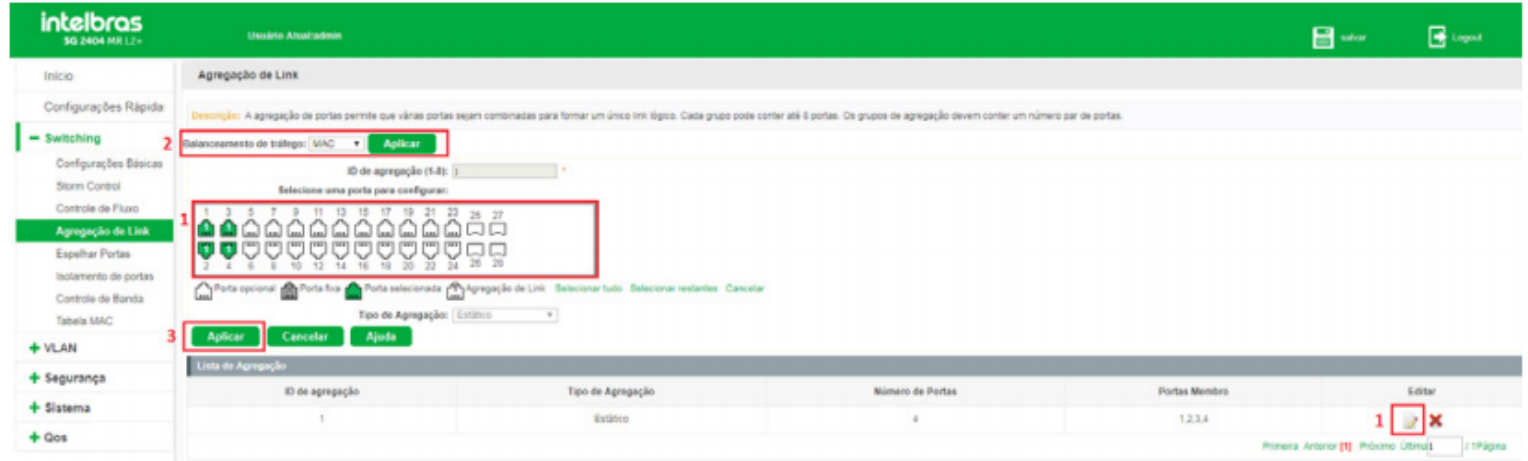 intelbras
SG 2404 MR L2+
Usuário Atual:admin
salvar
Logout
Início
Configurações Rápida
Switching
Configurações Básicas
Storm Control
Controle de Fluxo
Agregação de Link
Espelhar Portas
Isolamento de portas
Controle de Banda
Tabela MAC
VLAN
Segurança
Sistema
Qos
Agregação de Link
Descrição: A agregação de portas permite que várias portas sejam combinadas para formar um único link lógico. Cada grupo pode conter até 8 portas. Os grupos de agregação devem conter um número par de portas.
2
Balanceamento de tráfego: MAC Aplicar
ID de agregação (1-8): 1 *
Selecione uma porta para configurar:
1
1 3 5 7 9 11 13 15 17 19 21 23 25 27
1 1
1 1
2 4 6 8 10 12 14 16 18 20 22 24 26 28
Porta opcional Porta fixa Porta selecionada Agregação de Link Selecionar tudo Selecionar restantes Cancelar
Tipo de Agregação: Estático
3
Aplicar Cancelar Ajuda
Lista de Agregação
ID de agregação Tipo de Agregação Número de Portas Portas Membro Editar
1 Estático 4 1,2,3,4 1
Primeira Anterior [1] Próximo Última 1 / 1Página